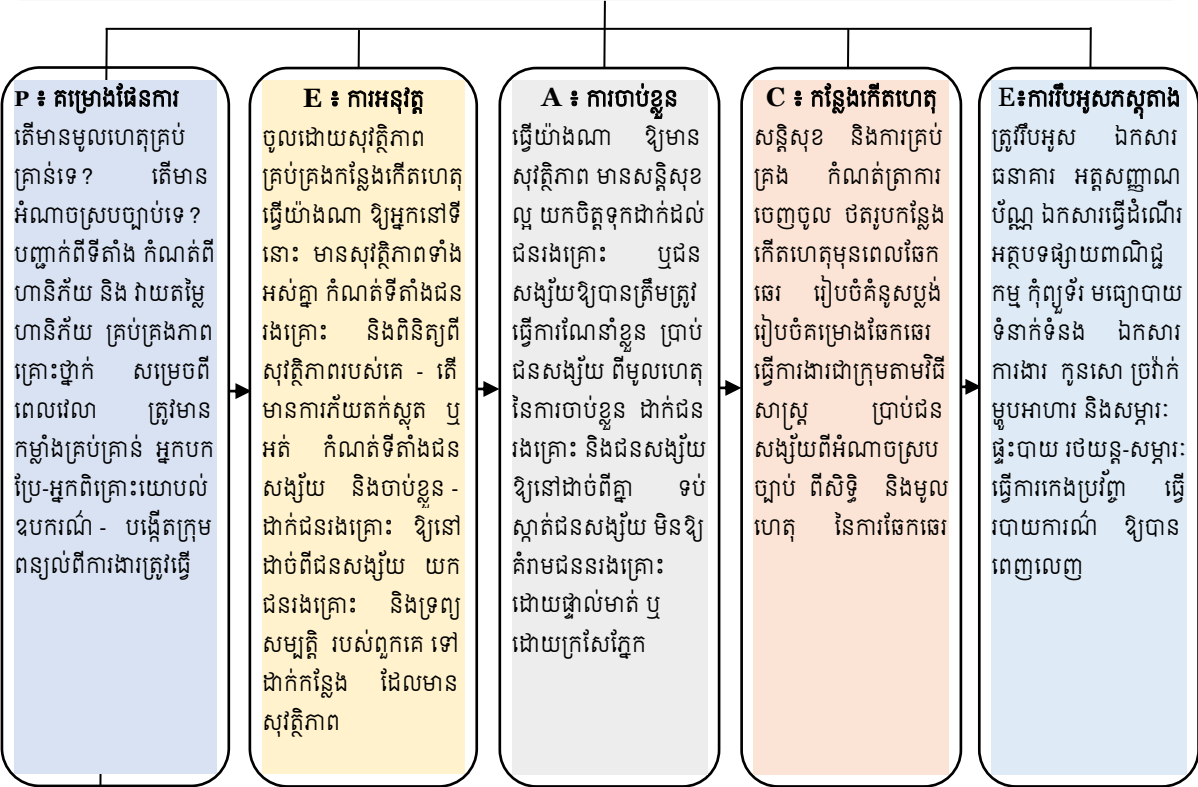 P ៖ គម្រោងផែនការ
តើមានមូលហេតុគ្រប់
គ្រាន់ទេ? តើមាន
អំណាចស្របច្បាប់ទេ?
បញ្ជាក់ពីទីតាំង កំណត់ពី
ហានិភ័យ និង វាយតម្លៃ
ហានិភ័យ គ្រប់គ្រងភាព
គ្រោះថ្នាក់ សម្រេចពី
ពេលវេលា ត្រូវមាន
កម្លាំងគ្រប់គ្រាន់ អ្នកបក
ប្រែ-អ្នកពិគ្រោះយោបល់
ឧបករណ៍ - បង្កើតក្រុម
ពន្យល់ពីការងារត្រូវធ្វើ
E ៖ ការអនុវត្ត
ចូលដោយសុវត្ថិភាព
គ្រប់គ្រងកន្លែងកើតហេតុ
ធ្វើយ៉ាងណា ឱ្យអ្នកនៅទី
នោះ មានសុវត្ថិភាពទាំង
អស់គ្នា កំណត់ទីតាំងជន
រងគ្រោះ និងពិនិត្យពី
សុវត្ថិភាពរបស់គេ - តើ
មានការភ័យតក់ស្លុត ឬ
អត់ កំណត់ទីតាំងជន
សង្ស័យ និងចាប់ខ្លួន -
ដាក់ជនរងគ្រោះ ឱ្យនៅ
ដាច់ពីជនសង្ស័យ យក
ជនរងគ្រោះ និងទ្រព្យ
សម្បត្តិ របស់ពួកគេ ទៅ
ដាក់កន្លែង ដែលមាន
សុវត្ថិភាព
A ៖ ការចាប់ខ្លួន
ធ្វើយ៉ាងណា ឱ្យមាន
សុវត្ថិភាព មានសន្តិសុខ
ល្អ យកចិត្តទុកដាក់ដល់
ជនរងគ្រោះ ឬជន
សង្ស័យឱ្យបានត្រឹមត្រូវ
ធ្វើការណែនាំខ្លួន ប្រាប់
ជនសង្ស័យ ពីមូលហេតុ
នៃការចាប់ខ្លួន ដាក់ជន
រងគ្រោះ និងជនសង្ស័យ
ឱ្យនៅដាច់ពីគ្នា ទប់
ស្កាត់ជនសង្ស័យ មិនឱ្យ
គំរាមជននរងគ្រោះ
ដោយផ្ទាល់មាត់ ឬ
ដោយក្រសែភ្នែក
C ៖ កន្លែងកើតហេតុ
សន្តិសុខ និងការគ្រប់
គ្រង កំណត់ត្រាការ
ចេញចូល ថតរូបកន្លែង
កើតហេតុមុនពេលឆែក
ឆេរ រៀបចំគំនូសប្លង់
រៀបចំគម្រោងឆែកឆេរ
ធ្វើការងារជាក្រុមតាមវិធី
សាស្ត្រ ប្រាប់ជន
សង្ស័យពីអំណាចស្រប
ច្បាប់ ពីសិទ្ធិ និងមូល
ហេតុ នៃការឆែកឆេរ
E៖ការរឹបអូសភស្តុតាង
ត្រូវរឹបអូស ឯកសារ
ធនាគារ អត្តសញ្ញាណ
ប័ណ្ណ ឯកសារធ្វើដំណើរ
អត្ថបទផ្សាយពាណិជ្ជ
កម្ម កុំព្យូទ័រ មធ្យោបាយ
ទំនាក់ទំនង ឯកសារ
ការងារ កូនសោ ច្រវ៉ាក់
ម្ហូបអាហារ និងសម្ភារៈ
ផ្ទះបាយ រថយន្ត-សម្ភារៈ
ធ្វើការកេងប្រវ័ញ្ចា ធ្វើ
របាយការណ៍ ឱ្យបាន
ពេញលេញ